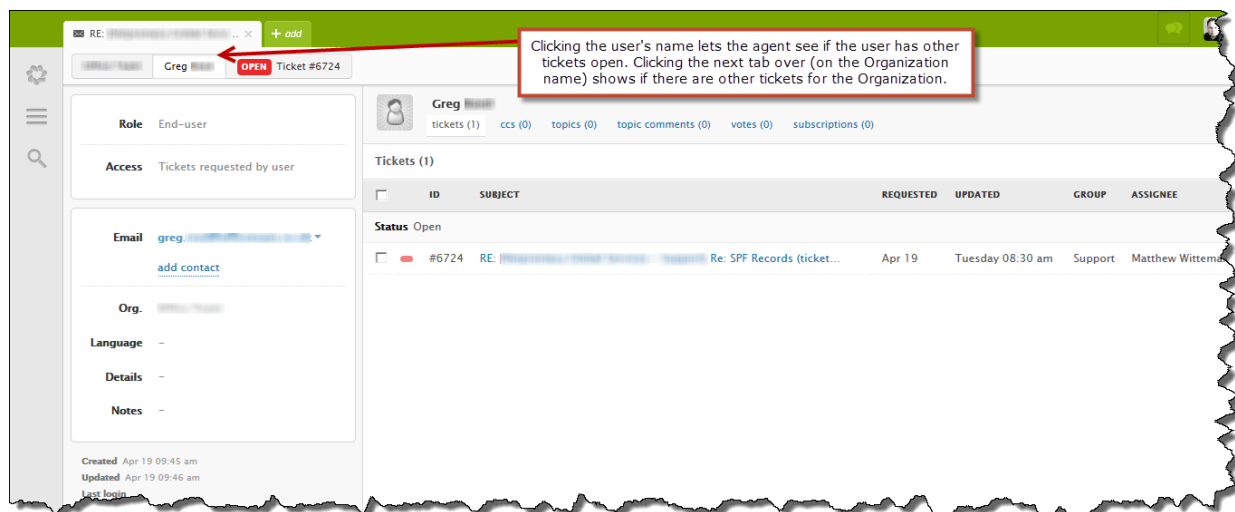 RE: .. ×
+ add
Clicking the user's name lets the agent see if the user has other
tickets open. Clicking the next tab over (on the Organization
name) shows if there are other tickets for the Organization.
Greg
OPEN Ticket #6724
Role End-user
Access Tickets requested by user
Greg
tickets (1) ccs (0) topics (0) topic comments (0) votes (0) subscriptions (0)
Tickets (1)
ID SUBJECT REQUESTED UPDATED GROUP ASSIGNEE
Status Open
#6724 RE: Re: SPF Records (ticket... Apr 19 Tuesday 08:30 am Support Matthew
Email greg.
add contact
Org.
Language –
Details –
Notes –
Created Apr 19 09:45 am
Updated Apr 19 09:46 am
Last login